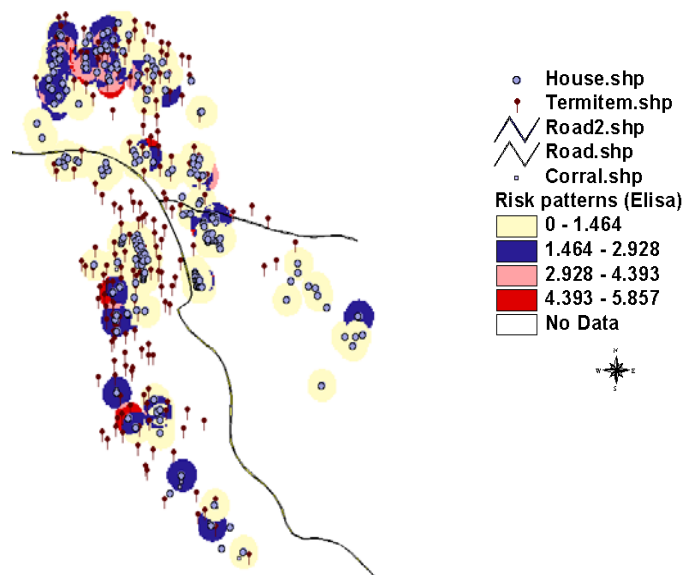 House.shp
Termitem.shp
Road2.shp
Road.shp
Corral.shp
Risk patterns (Elisa)
0 - 1.464
1.464 - 2.928
2.928 - 4.393
4.393 - 5.857
No Data
N
W E
S